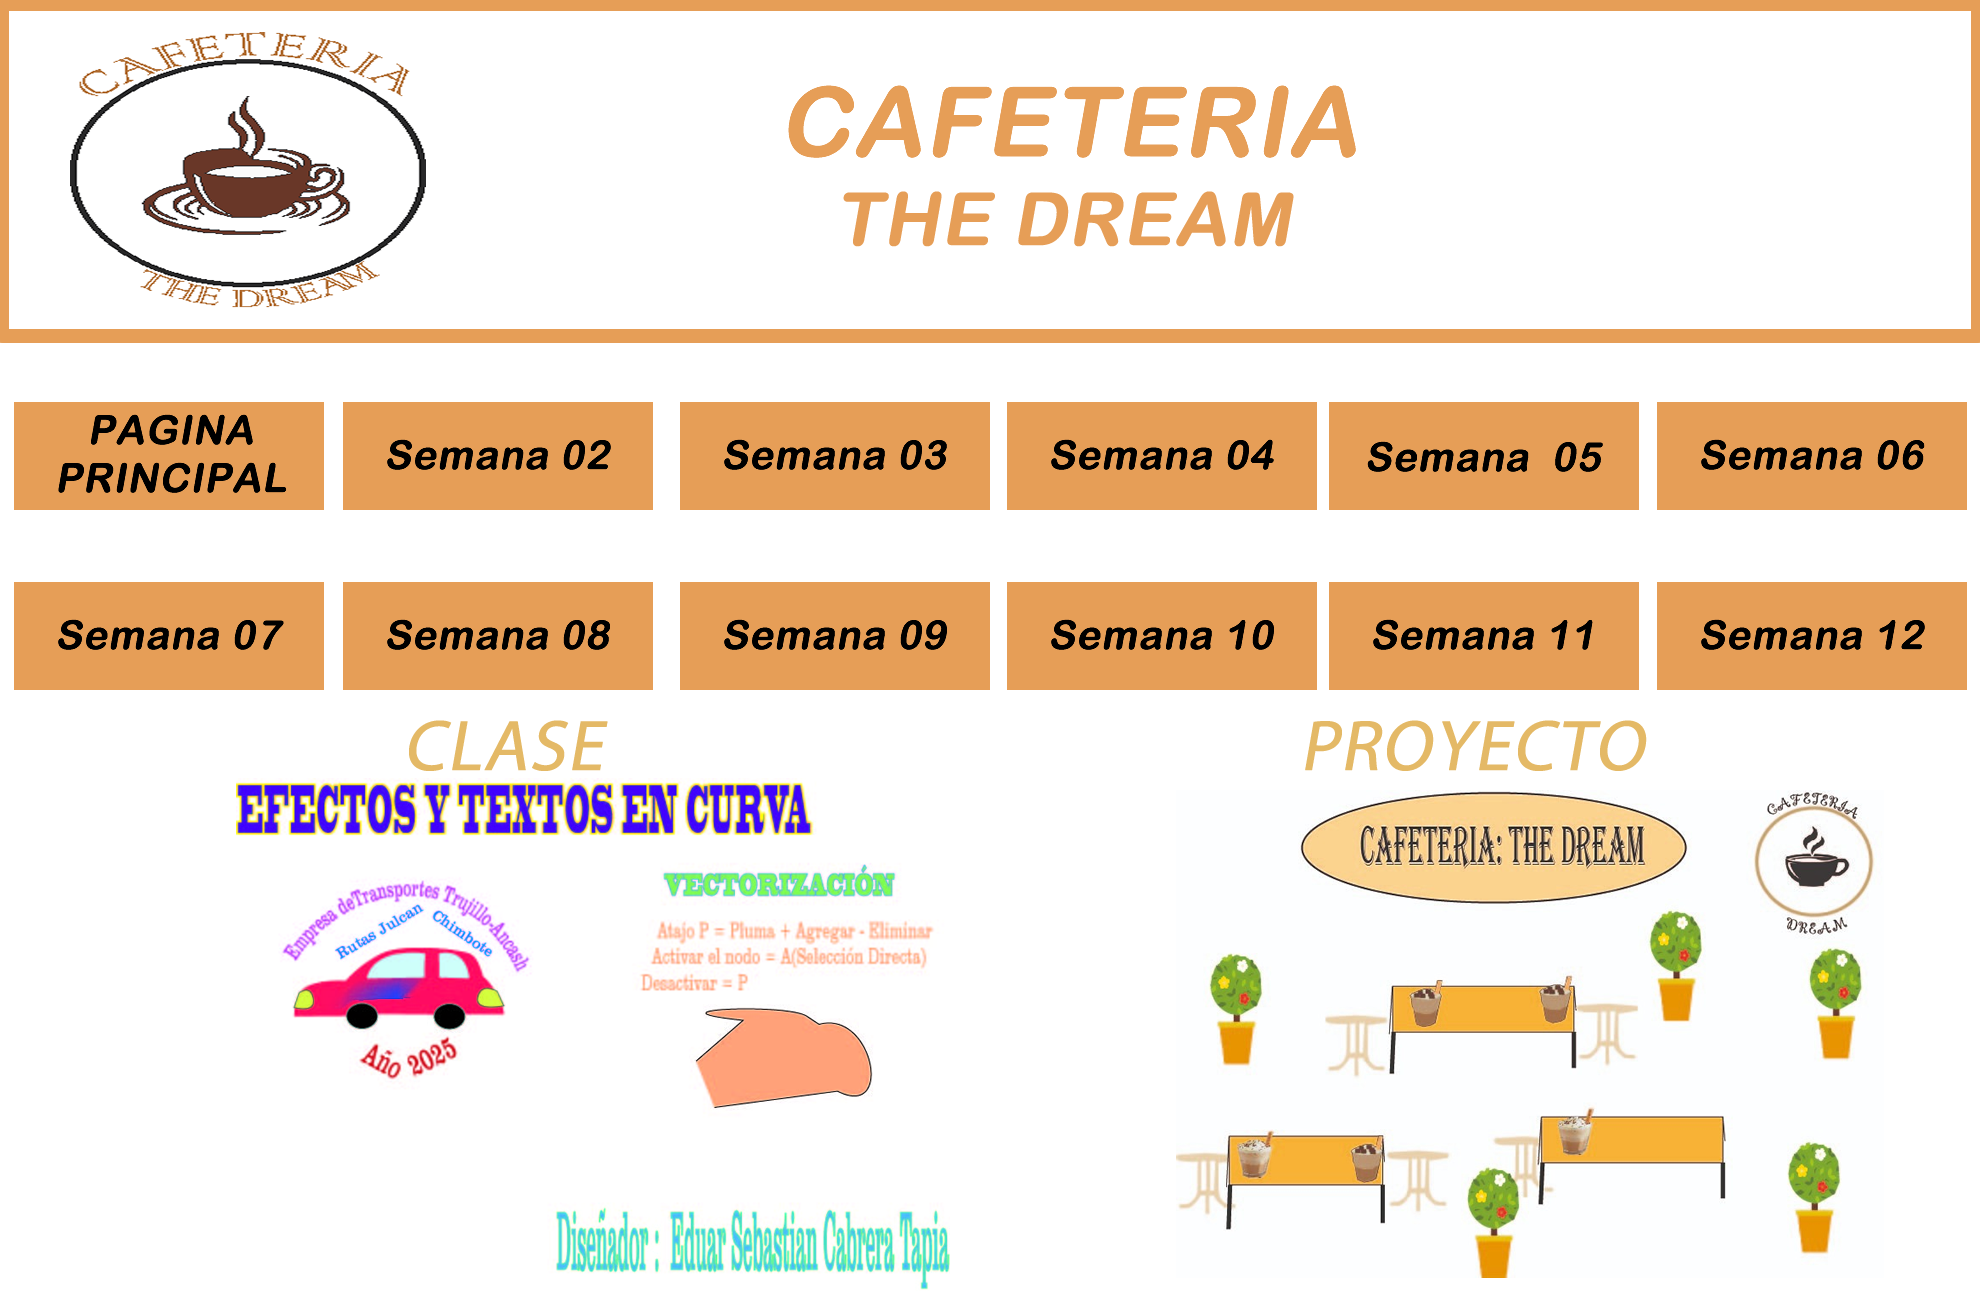 CAFETERIA
THE DREAM
CAFETERIA
THE DREAM
PAGINA
PRINCIPAL
Semana 02
Semana 03
Semana 04
Semana 05
Semana 06
Semana 07
Semana 08
Semana 09
Semana 10
Semana 11
Semana 12
CLASE
EFECTOS Y TEXTOS EN CURVA
Empresa deTransportes Trujillo-Ancash
Rutas Julcan Chimbote
Año 2025
VECTORIZACIÓN
Atajo P = Pluma + Agregar - Eliminar
Activar el nodo = A(Selección Directa)
Desactivar = P
Diseñador : Eduar Sebastian Cabrera Tapia
PROYECTO
CAFETERIA: THE DREAM
CAFETERIA
DREAM